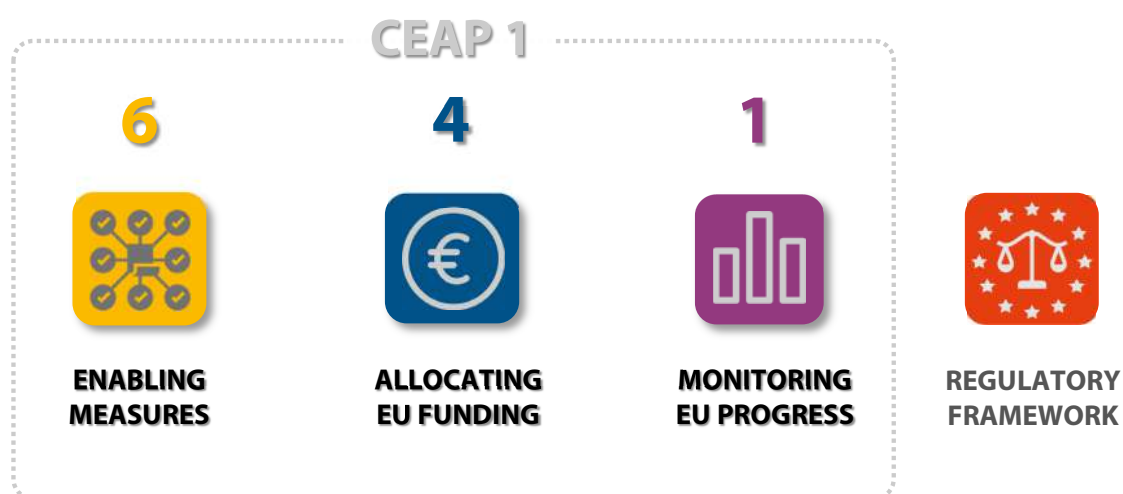 CEAP 1
6
4
1
€
ENABLING
MEASURES
ALLOCATING
EU FUNDING
MONITORING
EU PROGRESS
REGULATORY
FRAMEWORK